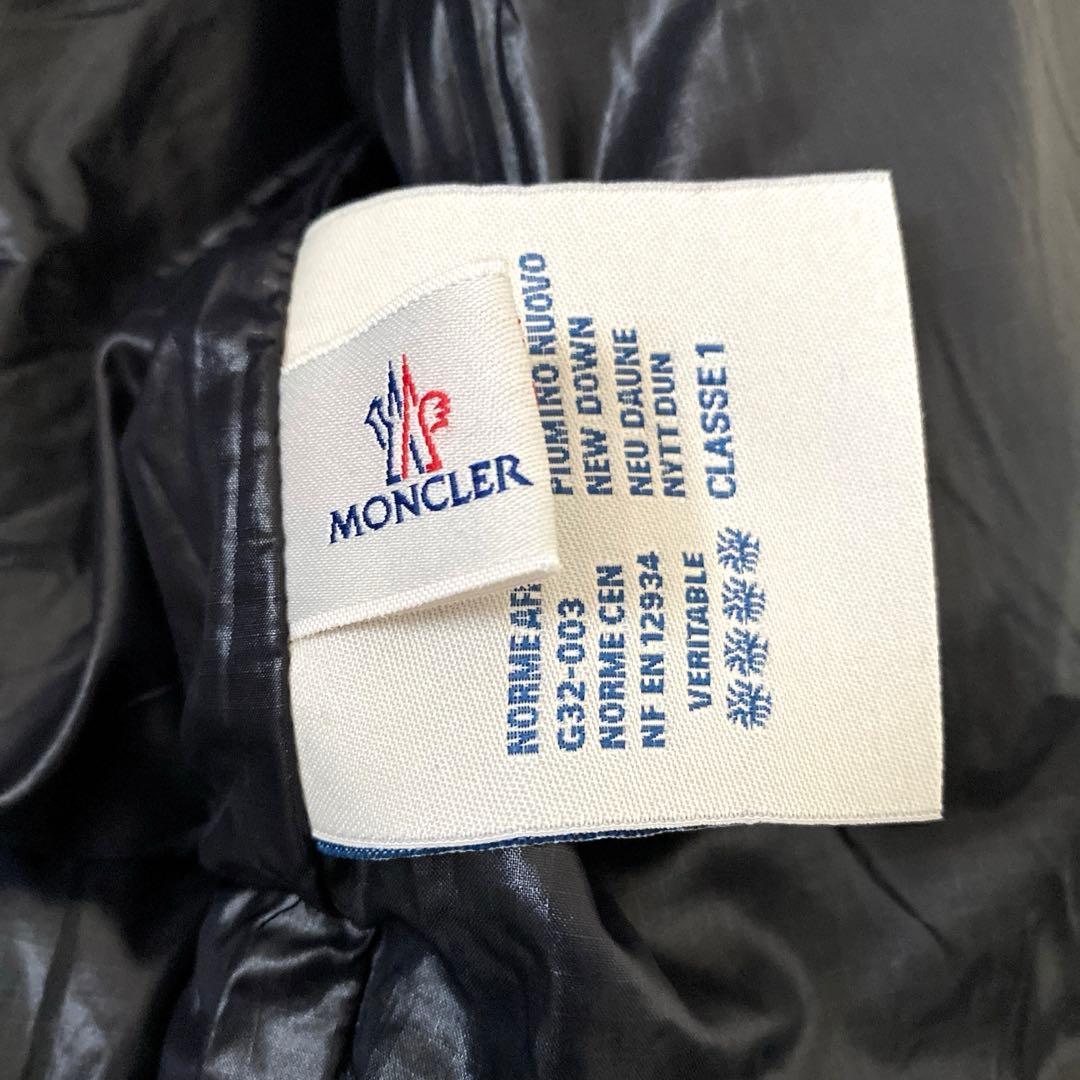 MONCLER
PIUMINO NUOVO
NEW DOWN
NEU DAUNE
NYTT DUN
CLASSE 1
NORME
G32-003
NORME CEN
NF EN 12934
VERITABLE